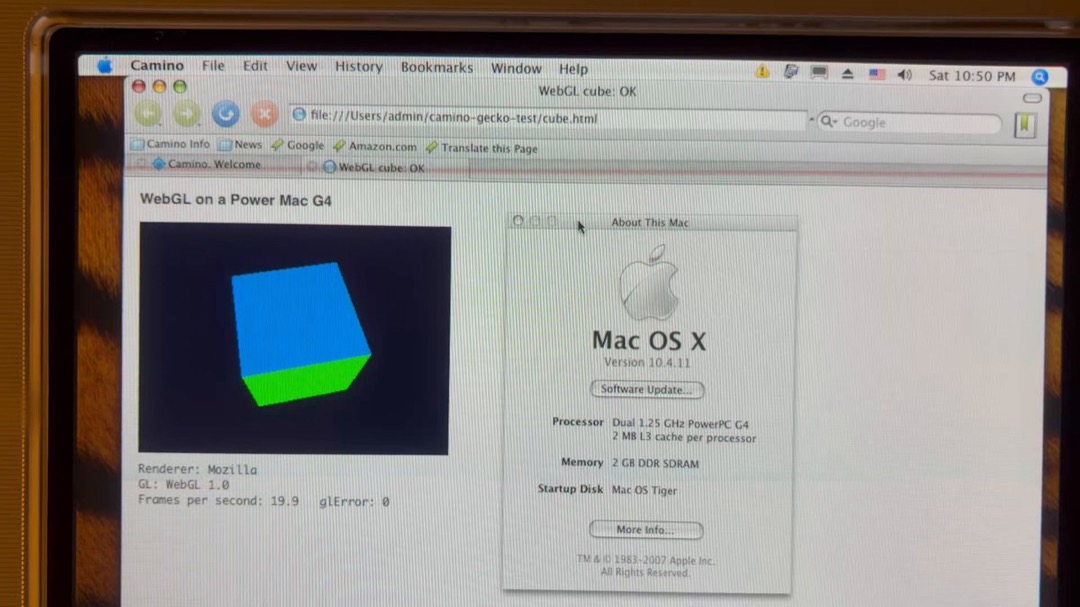 Camino File Edit View History Bookmarks Window Help Sat 10:50 PM
WebGL cube: OK
file:///Users/admin/camino-gecko-test/cube.html Google
Camino Info News Google Amazon.com Translate this Page
Camino. Welcome WebGL cube: OK
WebGL on a Power Mac G4
About This Mac
Mac OS X
Version 10.4.11
Software Update...
Processor Dual 1.25 GHz PowerPC G4
2 MB L3 cache per processor
Memory 2 GB DDR SDRAM
Startup Disk Mac OS Tiger
More Info...
TM & © 1983-2007 Apple Inc.
All Rights Reserved.
Renderer: Mozilla
GL: WebGL 1.0
Frames per second: 19.9 glError: 0